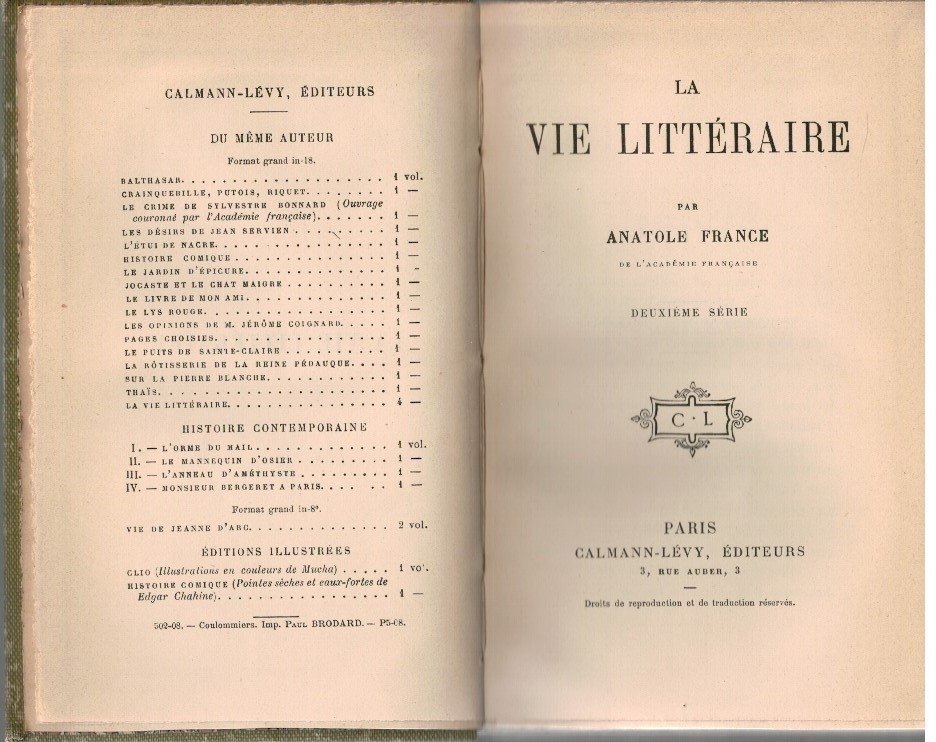 CALMANN-LÉVY, ÉDITEURS
DU MÊME AUTEUR
Format grand in-18.
BALTHASAR. . . . . . . . . . . . . . . . . . 1 vol.
CRAINQUEBILLE, PUTOIS, RIQUET. . . . . . . . 1 —
LE CRIME DE SYLVESTRE BONNARD (Ouvrage
couronné par l'Académie française). . . . . . . 1 —
LES DÉSIRS DE JEAN SERVIEN . . . . . . . . . 1 —
L'ÉTUI DE NACRE. . . . . . . . . . . . . . . 1 —
HISTOIRE COMIQUE . . . . . . . . . . . . . . 1 —
LE JARDIN D'ÉPICURE. . . . . . . . . . . . . 1 —
JOCASTE ET LE CHAT MAIGRE . . . . . . . . . 1 —
LE LIVRE DE MON AMI. . . . . . . . . . . . . 1 —
LE LYS ROUGE. . . . . . . . . . . . . . . . 1 —
LES OPINIONS DE M. JÉRÔME COIGNARD. . . . . 1 —
PAGES CHOISIES. . . . . . . . . . . . . . . 1 —
LE PUITS DE SAINTE-CLAIRE . . . . . . . . . 1 —
LA RÔTISSERIE DE LA REINE PÉDAUQUE. . . . 1 —
SUR LA PIERRE BLANCHE. . . . . . . . . . . . 1 —
THAÏS. . . . . . . . . . . . . . . . . . . . 1 —
LA VIE LITTÉRAIRE. . . . . . . . . . . . . . 4 —
HISTOIRE CONTEMPORAINE
I. — L'ORME DU MAIL. . . . . . . . . . . . . 1 vol.
II. — LE MANNEQUIN D'OSIER . . . . . . . . . 1 —
III. — L'ANNEAU D'AMÉTHYSTE . . . . . . . . 1 —
IV. — MONSIEUR BERGERET A PARIS. . . . . . 1 —
Format grand in-8°.
VIE DE JEANNE D'ARC. . . . . . . . . . . . . 2 vol.
ÉDITIONS ILLUSTRÉES
CLIO (Illustrations en couleurs de Mucha) . . . . . 1 vol.
HISTOIRE COMIQUE (Pointes sèches et eaux-fortes de
Edgar Chahine). . . . . . . . . . . . . . . . 1 —
502-08. — Coulommiers. Imp. PAUL BRODARD. — P5-08.
LA
VIE LITTÉRAIRE
PAR
ANATOLE FRANCE
DE L'ACADÉMIE FRANÇAISE
DEUXIÈME SÉRIE
C · L
PARIS
CALMANN-LÉVY, ÉDITEURS
3, RUE AUBER, 3
Droits de reproduction et de traduction réservés.